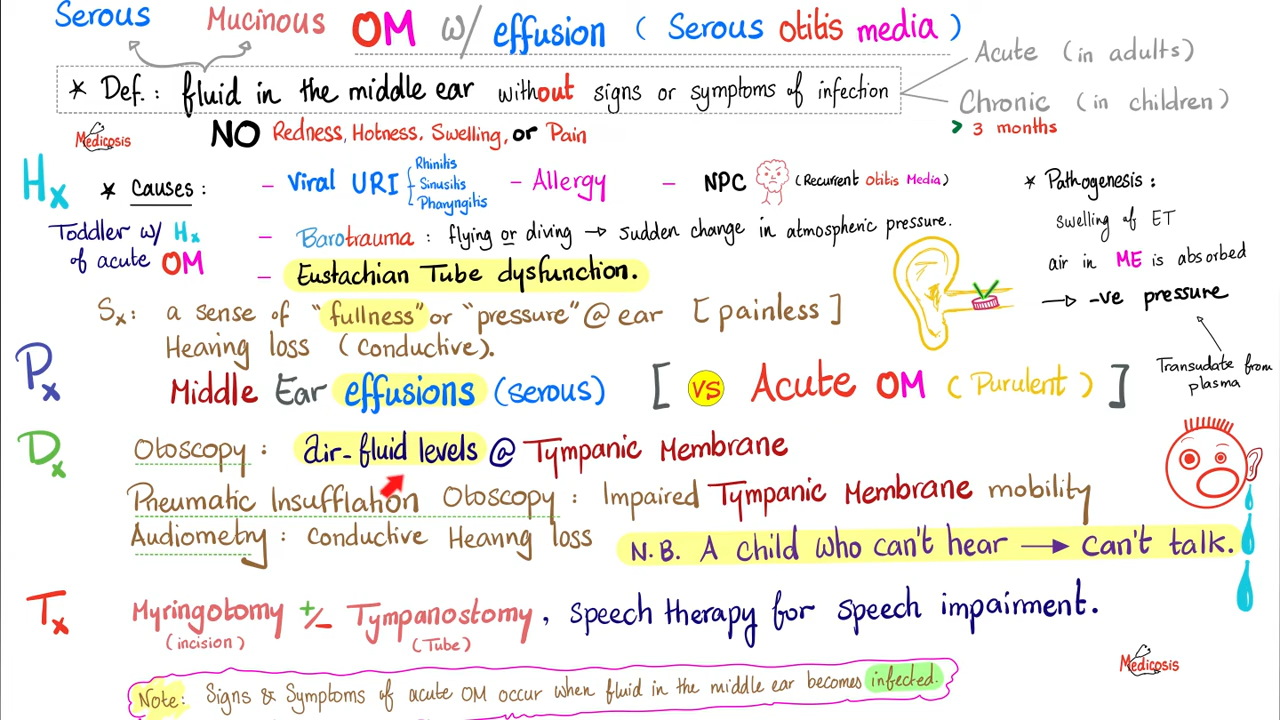 Serous Mucinous OM w/ effusion ( Serous otitis media )
* Def.: fluid in the middle ear without signs or symptoms of infection
Acute (in adults)
Chronic (in children)
> 3 months
Medicosis
NO Redness, Hotness. Swelling, or Pain
Hx
* Causes :
- Viral URI
Rhinitis
Sinusitis
Pharyngitis
- Allergy
- NPC (Recurrent Otitis Media)
Toddler w/ Hx
of acute OM
- Barotrauma : flying or diving → sudden change in atmospheric pressure.
- Eustachian Tube dysfunction.
* Pathogenesis :
swelling of ET
air in ME is absorbed
→ -ve pressure
Transudate from
plasma
Sx: a sense of "fullness" or "pressure" @ ear [painless]
Hearing loss (Conductive).
Px
Middle Ear effusions (serous) [ VS Acute OM (Purulent) ]
Dx
Otoscopy : air-fluid levels @ Tympanic Membrane
Pneumatic Insufflation Otoscopy : Impaired Tympanic Membrane mobility
Audiometry : Conductive Hearing loss
N.B. A child who can't hear → Can't talk.
Tx
Myringotomy +/- Tympanostomy, speech therapy for speech impairment.
(incision) (Tube)
Medicosis
Note: Signs & Symptoms of acute OM occur when fluid in the middle ear becomes infected.